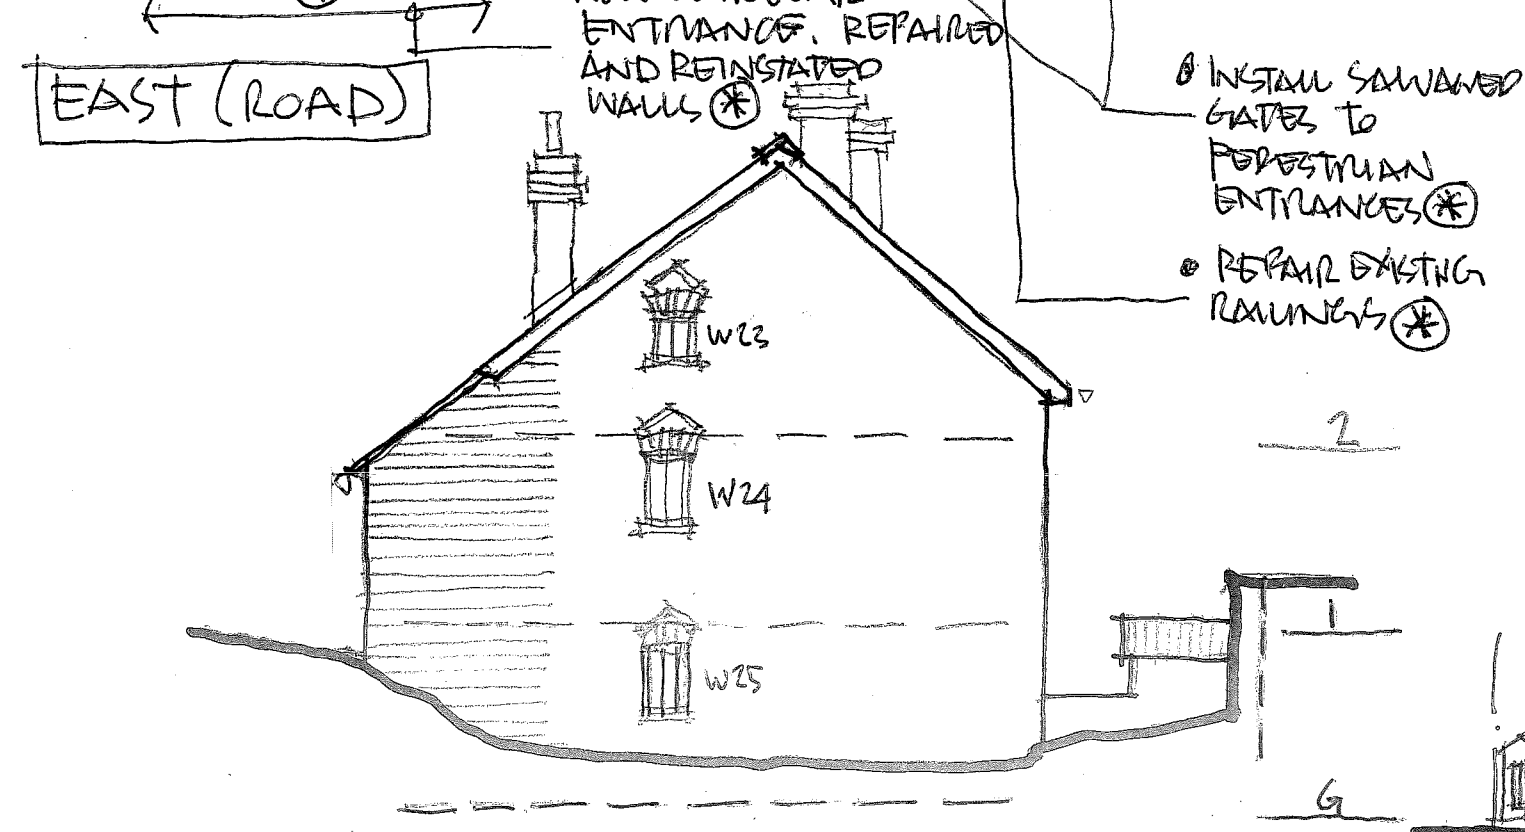 ENTRANCE. REPAIRED
AND REINSTATED
WALLS
EAST (ROAD)
• INSTALL SALVAGED
GATES TO
PEDESTRIAN
ENTRANCES
• REPAIR EXISTING
RAILINGS
W23
W24
W25
2
1
G